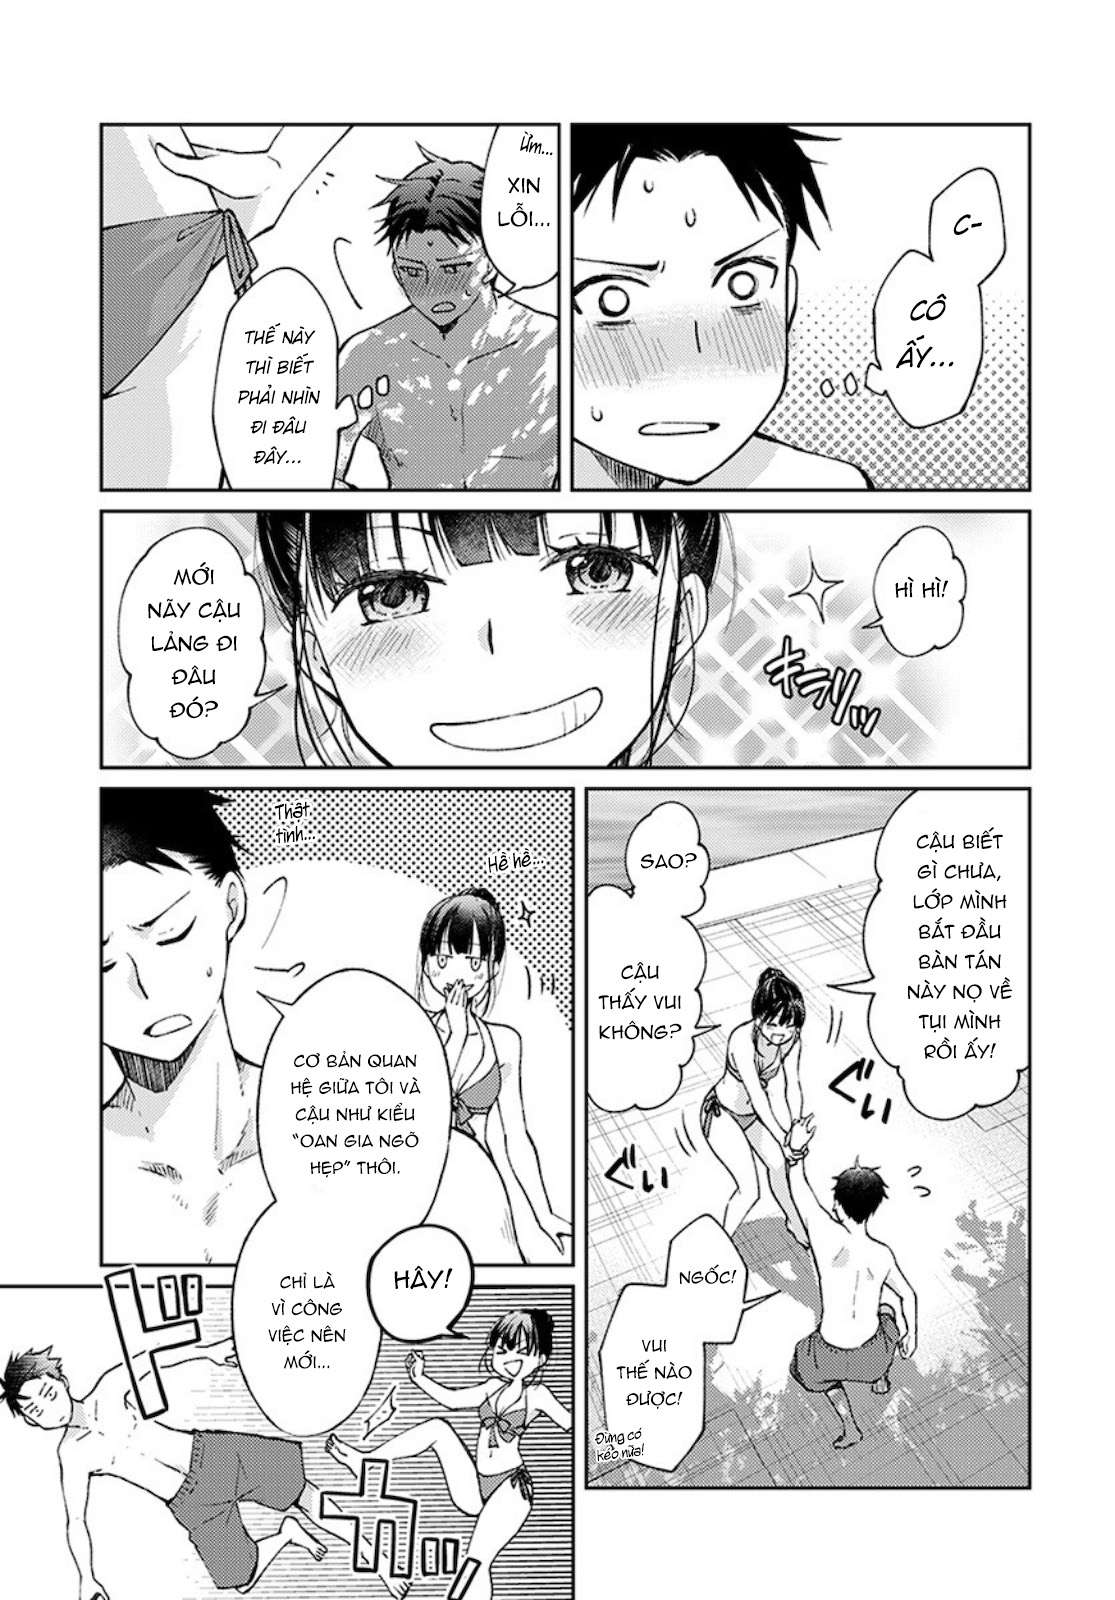 C-
CÔ
ẤY...
ỪM...
XIN
LỖI...
THẾ NÀY
THÌ BIẾT
PHẢI NHÌN
ĐI ĐÂU
ĐÂY...
HÌ HÌ!
キラリッ
MỚI
NÃY CẬU
LẢNG ĐI
ĐÂU
ĐÓ?
CẬU BIẾT
GÌ CHƯA,
LỚP MÌNH
BẮT ĐẦU
BÀN TÁN
NÀY NỌ VỀ
TỤI MÌNH
RỒI ẤY!
SAO?
CẬU
THẤY VUI
KHÔNG?
ぐいぐい
NGỐC!
VUI
THẾ NÀO
ĐƯỢC!
Đừng có
kéo nữa!
Thật
tình...
Hề hề...
CƠ BẢN QUAN
HỆ GIỮA TÔI VÀ
CẬU NHƯ KIỂU
“OAN GIA NGÕ
HẸP” THÔI.
CHỈ LÀ
VÌ CÔNG
VIỆC NÊN
MỚI...
HÂY!
ドカ